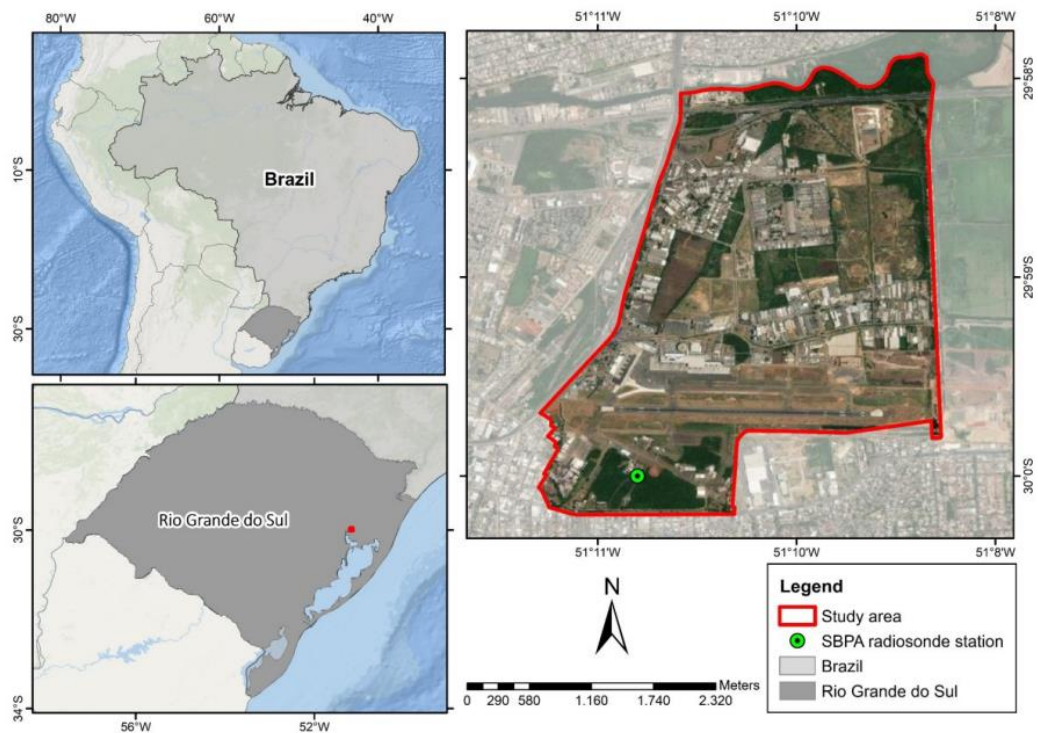 80°W
60°W
40°W
10°S
30°S
Brazil
30°S
34°S
56°W
52°W
Rio Grande do Sul
51°11'W
51°10'W
51°8'W
29°58'S
29°59'S
30°0'S
51°11'W
51°10'W
51°8'W
N
Meters
0 290 580 1.160 1.740 2.320
Legend
Study area
SBPA radiosonde station
Brazil
Rio Grande do Sul